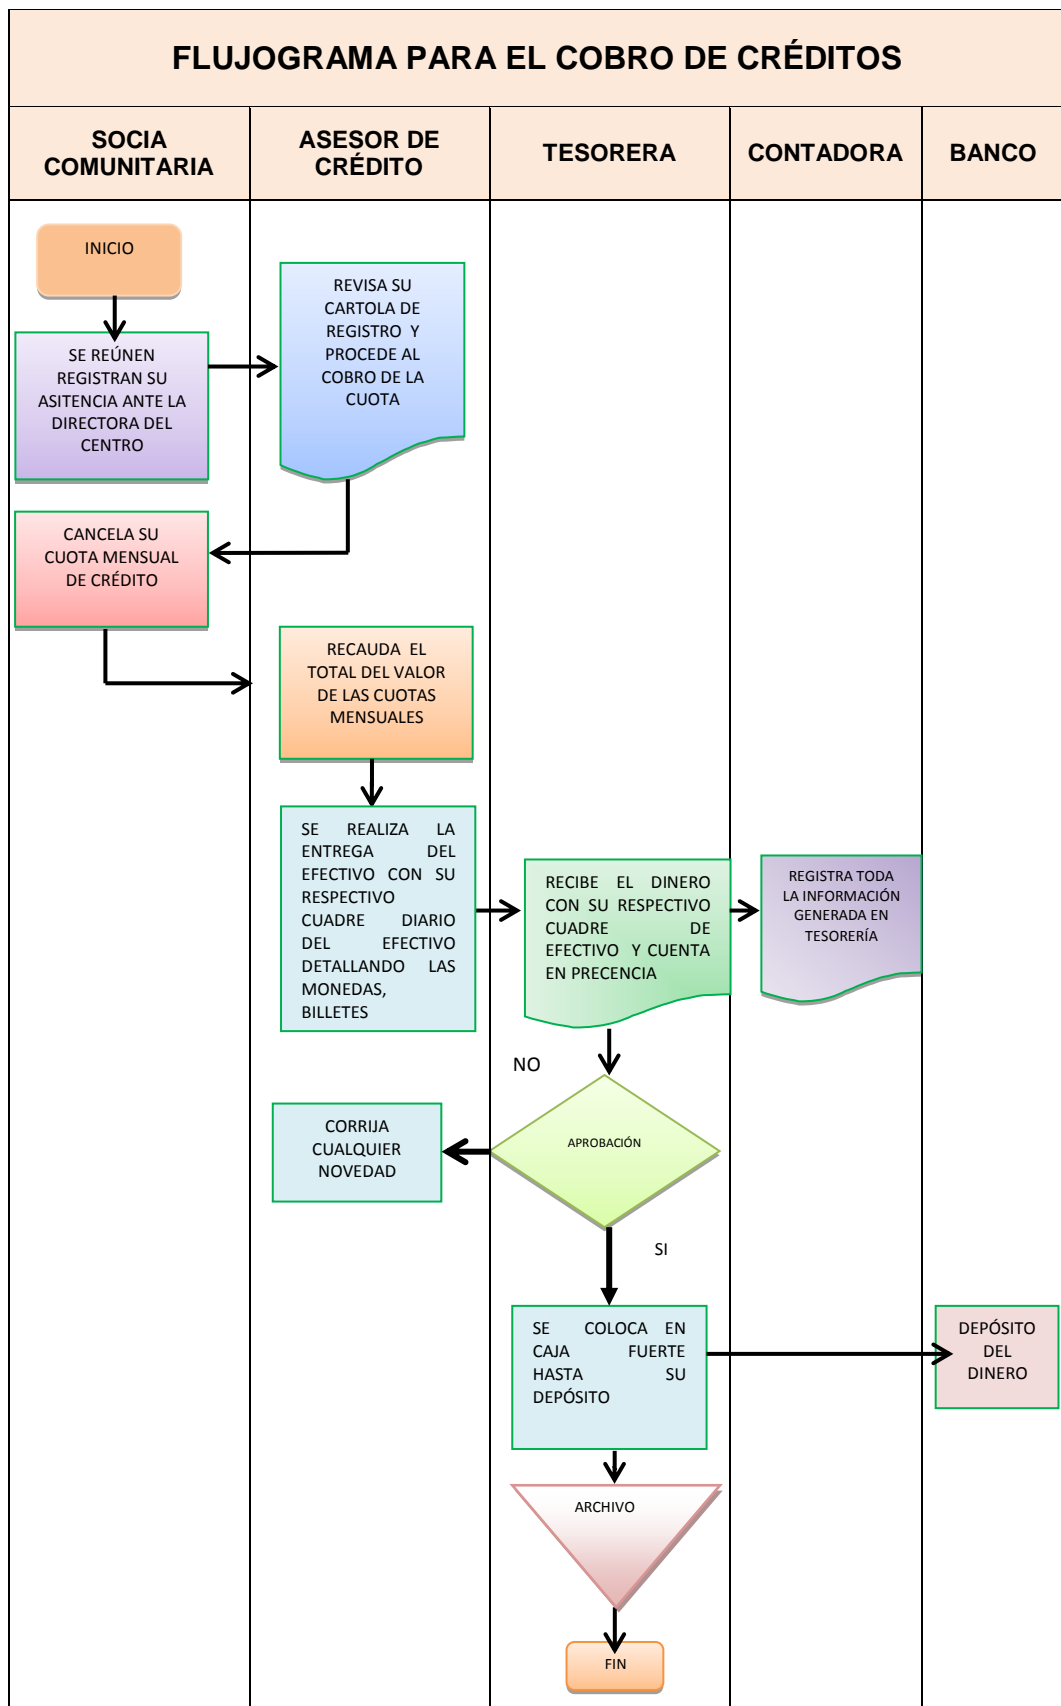 FLUJOGRAMA PARA EL COBRO DE CRÉDITOS
SOCIA
COMUNITARIA
ASESOR DE
CRÉDITO
TESORERA
CONTADORA
BANCO
INICIO
REVISA SU
CARTOLA DE
REGISTRO Y
PROCEDE AL
COBRO DE LA
CUOTA
SE REÚNEN
REGISTRAN SU
ASITENCIA ANTE LA
DIRECTORA DEL
CENTRO
CANCELA SU
CUOTA MENSUAL
DE CRÉDITO
RECAUDA EL
TOTAL DEL VALOR
DE LAS CUOTAS
MENSUALES
SE REALIZA LA
ENTREGA DEL
EFECTIVO CON SU
RESPECTIVO
CUADRE DIARIO
DEL EFECTIVO
DETALLANDO LAS
MONEDAS,
BILLETES
RECIBE EL DINERO
CON SU RESPECTIVO
CUADRE DE
EFECTIVO Y CUENTA
EN PRECENCIA
REGISTRA TODA
LA INFORMACIÓN
GENERADA EN
TESORERÍA
NO
APROBACIÓN
CORRIJA
CUALQUIER
NOVEDAD
SI
SE COLOCA EN
CAJA FUERTE
HASTA SU
DEPÓSITO
DEPÓSITO
DEL
DINERO
ARCHIVO
FIN